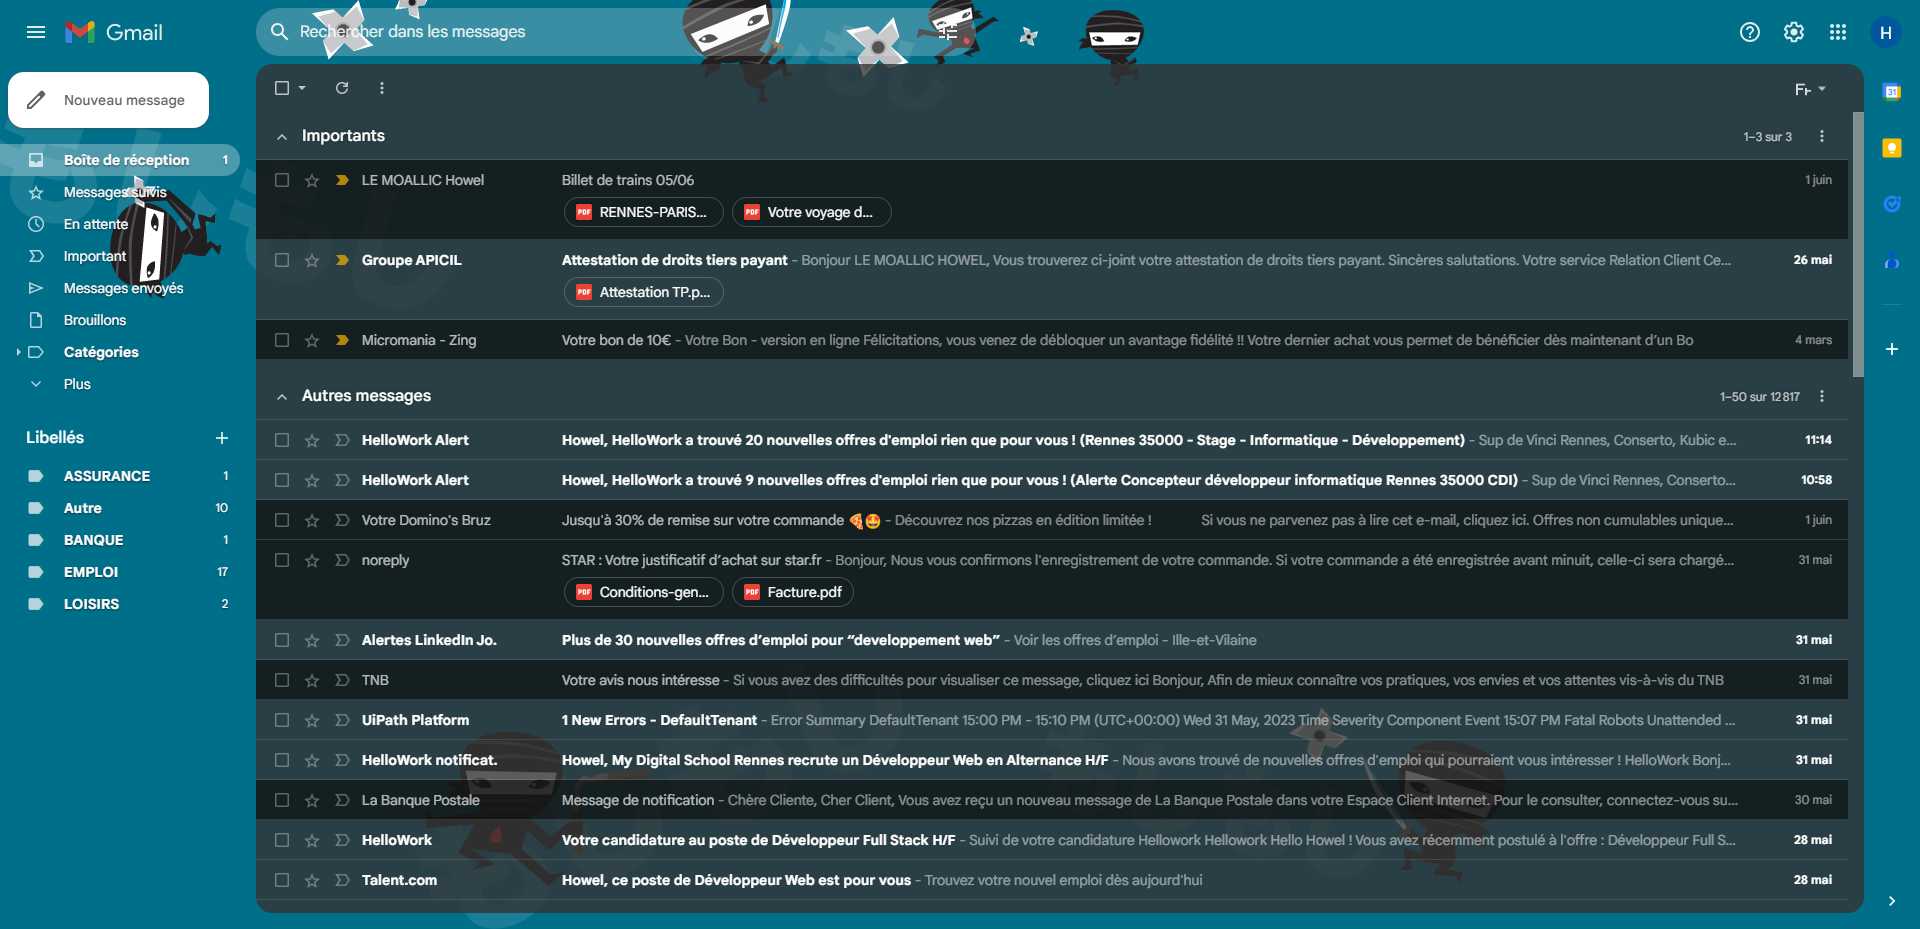 Gmail
Rechercher dans les messages
H
Nouveau message
Fr
31
Boîte de réception 1
Messages suivis
En attente
Important
Messages envoyés
Brouillons
Catégories
Plus
Libellés
ASSURANCE 1
Autre 10
BANQUE 1
EMPLOI 17
LOISIRS 2
Importants 1–3 sur 3
LE MOALLIC Howel Billet de trains 05/06 1 juin
PDF RENNES-PARIS... PDF Votre voyage d...
Groupe APICIL Attestation de droits tiers payant - Bonjour LE MOALLIC HOWEL, Vous trouverez ci-joint votre attestation de droits tiers payant. Sincères salutations. Votre service Relation Client Ce... 26 mai
PDF Attestation TP.p...
Micromania - Zing Votre bon de 10€ - Votre Bon - version en ligne Félicitations, vous venez de débloquer un avantage fidélité !! Votre dernier achat vous permet de bénéficier dès maintenant d’un Bo 4 mars
Autres messages 1–50 sur 12 817
HelloWork Alert Howel, HelloWork a trouvé 20 nouvelles offres d'emploi rien que pour vous ! (Rennes 35000 - Stage - Informatique - Développement) - Sup de Vinci Rennes, Conserto, Kubic e... 11:14
HelloWork Alert Howel, HelloWork a trouvé 9 nouvelles offres d'emploi rien que pour vous ! (Alerte Concepteur développeur informatique Rennes 35000 CDI) - Sup de Vinci Rennes, Conserto... 10:58
Votre Domino's Bruz Jusqu'à 30% de remise sur votre commande 🍕🤩 - Découvrez nos pizzas en édition limitée ! Si vous ne parvenez pas à lire cet e-mail, cliquez ici. Offres non cumulables unique... 1 juin
noreply STAR : Votre justificatif d’achat sur star.fr - Bonjour, Nous vous confirmons l'enregistrement de votre commande. Si votre commande a été enregistrée avant minuit, celle-ci sera chargé... 31 mai
PDF Conditions-gen... PDF Facture.pdf
Alertes LinkedIn Jo. Plus de 30 nouvelles offres d’emploi pour “developpement web” - Voir les offres d’emploi - Ille-et-Vilaine 31 mai
TNB Votre avis nous intéresse - Si vous avez des difficultés pour visualiser ce message, cliquez ici Bonjour, Afin de mieux connaître vos pratiques, vos envies et vos attentes vis-à-vis du TNB 31 mai
UiPath Platform 1 New Errors - DefaultTenant - Error Summary DefaultTenant 15:00 PM - 15:10 PM (UTC+00:00) Wed 31 May, 2023 Time Severity Component Event 15:07 PM Fatal Robots Unattended ... 31 mai
HelloWork notificat. Howel, My Digital School Rennes recrute un Développeur Web en Alternance H/F - Nous avons trouvé de nouvelles offres d'emploi qui pourraient vous intéresser ! HelloWork Bonj... 31 mai
La Banque Postale Message de notification - Chère Cliente, Cher Client, Vous avez reçu un nouveau message de La Banque Postale dans votre Espace Client Internet. Pour le consulter, connectez-vous su... 30 mai
HelloWork Votre candidature au poste de Développeur Full Stack H/F - Suivi de votre candidature Hellowork Hellowork Hello Howel ! Vous avez récemment postulé à l'offre : Développeur Full S... 28 mai
Talent.com Howel, ce poste de Développeur Web est pour vous - Trouvez votre nouvel emploi dès aujourd'hui 28 mai